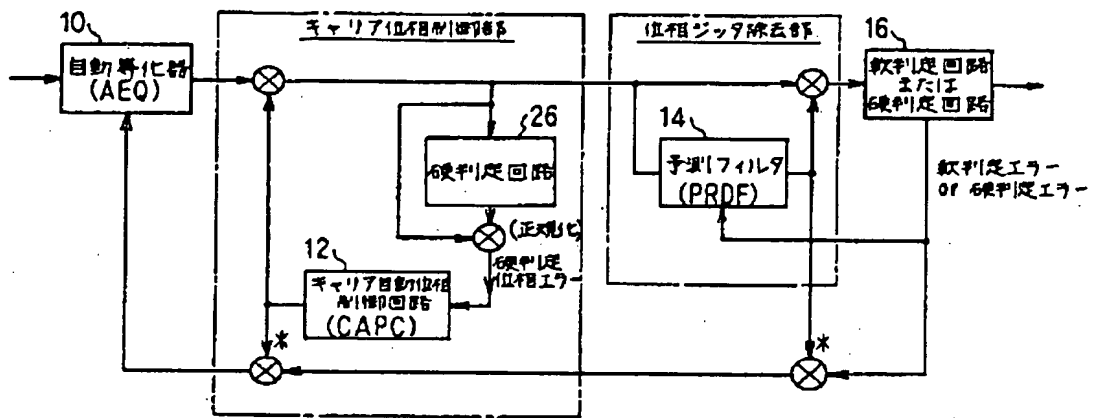 10
自動等化器
(AEQ)
キャリア位相制御部
26
硬判定回路
(正規化)
硬判定
位相エラー
12
キャリア自動位相
制御回路
(CAPC)
*
位相ジッタ除去部
14
予測フィルタ
(PRDF)
*
16
軟判定回路
または
硬判定回路
軟判定エラー
or 硬判定エラー